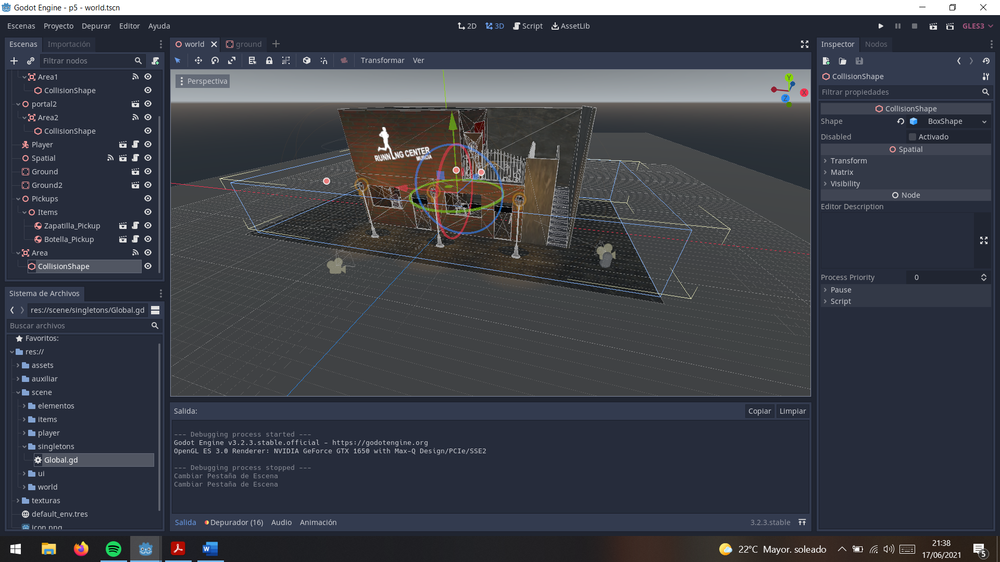 Godot Engine - p5 - world.tscn
Escenas Proyecto Depurar Editor Ayuda
2D 3D Script AssetLib
GLES3
Escenas Importación
Filtrar nodos
Area1
CollisionShape
portal2
Area2
CollisionShape
Player
Spatial
Ground
Ground2
Pickups
Items
Zapatilla_Pickup
Botella_Pickup
Area
CollisionShape
Sistema de Archivos
res://scene/singletons/Global.gd
Buscar archivos
Favoritos:
res://
assets
auxiliar
scene
elementos
items
player
singletons
Global.gd
ui
world
texturas
default_env.tres
icon.png
world ground
Transformar Ver
Perspectiva
Y
X
Z
RUNNING CENTER
MURCIA
Salida:
Copiar Limpiar
--- Debugging process started ---
Godot Engine v3.2.3.stable.official - https://godotengine.org
OpenGL ES 3.0 Renderer: NVIDIA GeForce GTX 1650 with Max-Q Design/PCIe/SSE2
--- Debugging process stopped ---
Cambiar Pestaña de Escena
Cambiar Pestaña de Escena
Salida Depurador (16) Audio Animación
3.2.3.stable
Inspector Nodos
CollisionShape
Filtrar propiedades
CollisionShape
Shape BoxShape
Disabled Activado
Spatial
Transform
Matrix
Visibility
Node
Editor Description
Process Priority 0
Pause
Script
22°C Mayor. soleado
21:38
17/06/2021
5